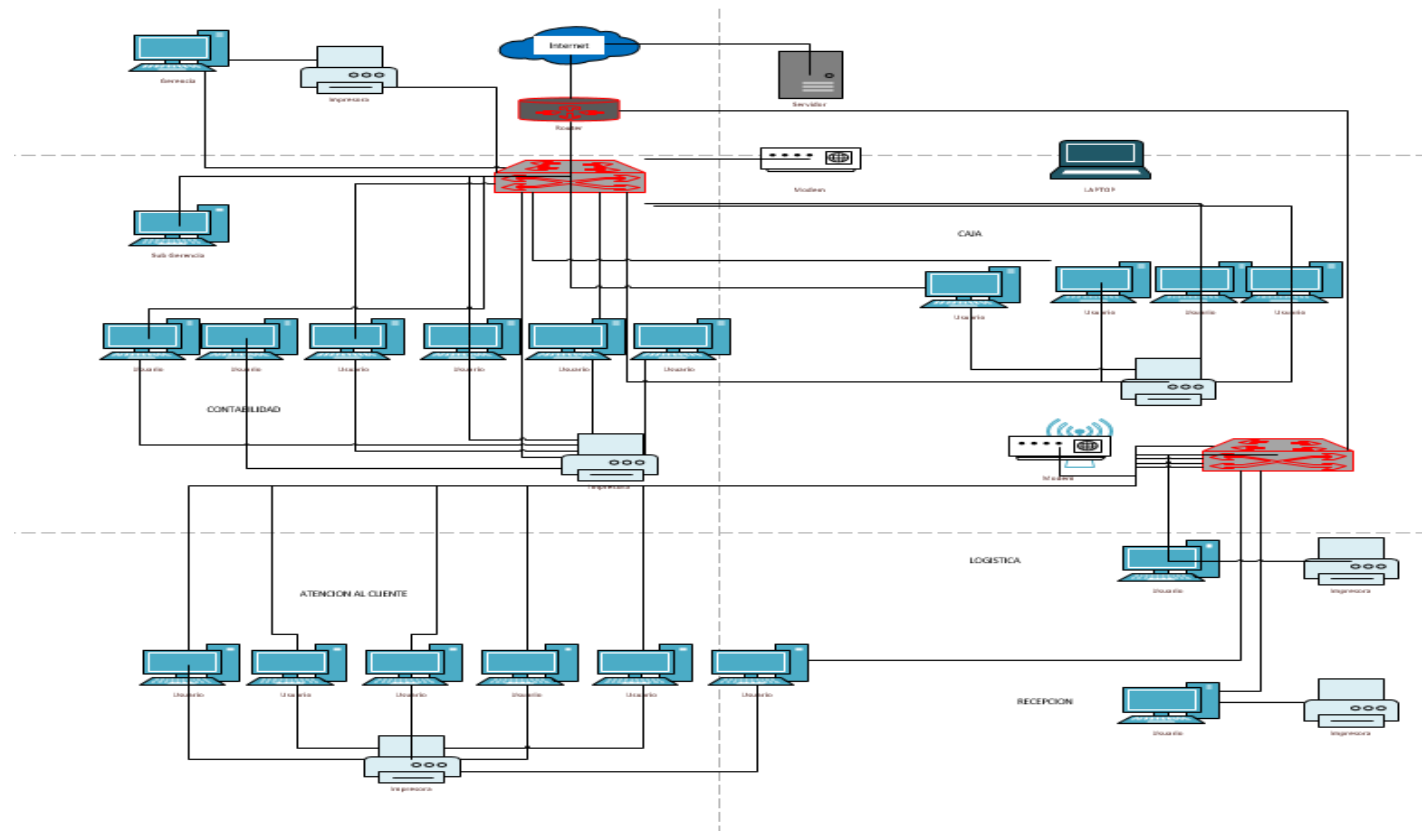 Internet
Gerencia
Impresora
Servidor
Router
Modem
LAPTOP
CAJA
Sub Gerencia
Usuario
Usuario
Usuario
Usuario
Usuario
Usuario
Usuario
Usuario
Usuario
Usuario
CONTABILIDAD
Modem
Impresora
LOGISTICA
Usuario
Impresora
ATENCION AL CLIENTE
Usuario
Usuario
Usuario
Usuario
Usuario
Usuario
RECEPCION
Usuario
Impresora
Impresora